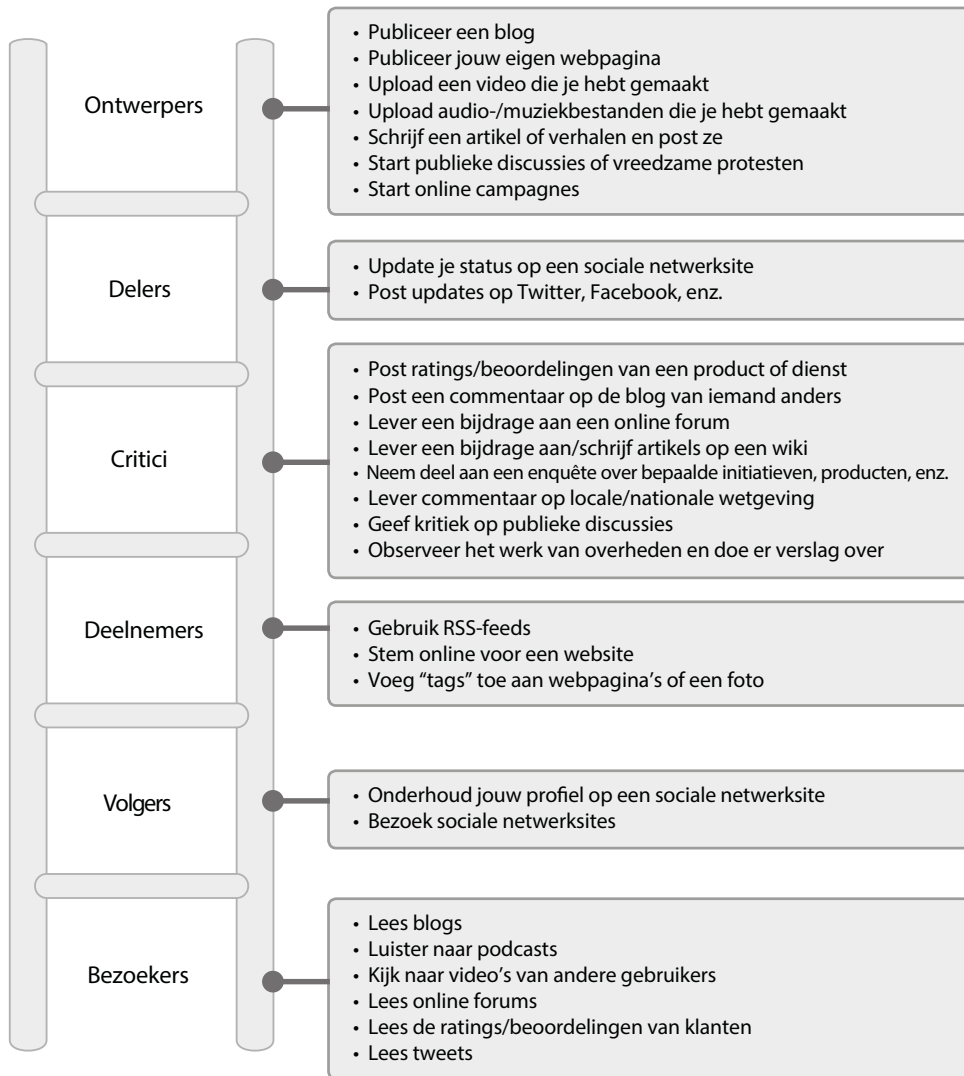 Ontwerpers
• Publiceer een blog
• Publiceer jouw eigen webpagina
• Upload een video die je hebt gemaakt
• Upload audio-/muziekbestanden die je hebt gemaakt
• Schrijf een artikel of verhalen en post ze
• Start publieke discussies of vreedzame protesten
• Start online campagnes
Delers
• Update je status op een sociale netwerksite
• Post updates op Twitter, Facebook, enz.
Critici
• Post ratings/beoordelingen van een product of dienst
• Post een commentaar op de blog van iemand anders
• Lever een bijdrage aan een online forum
• Lever een bijdrage aan/schrijf artikels op een wiki
• Neem deel aan een enquête over bepaalde initiatieven, producten, enz.
• Lever commentaar op locale/nationale wetgeving
• Geef kritiek op publieke discussies
• Observeer het werk van overheden en doe er verslag over
Deelnemers
• Gebruik RSS-feeds
• Stem online voor een website
• Voeg “tags” toe aan webpagina’s of een foto
Volgers
• Onderhoud jouw profiel op een sociale netwerksite
• Bezoek sociale netwerksites
Bezoekers
• Lees blogs
• Luister naar podcasts
• Kijk naar video’s van andere gebruikers
• Lees online forums
• Lees de ratings/beoordelingen van klanten
• Lees tweets